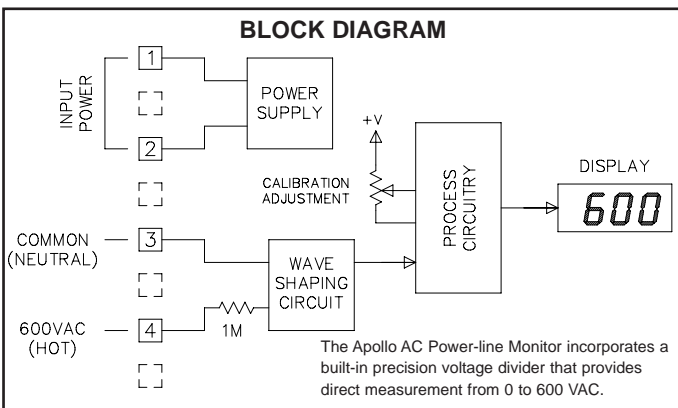 BLOCK DIAGRAM
1
INPUT
POWER
2
POWER
SUPPLY
+V
CALIBRATION
ADJUSTMENT
PROCESS
CIRCUITRY
DISPLAY
600
COMMON
(NEUTRAL)
3
WAVE
SHAPING
CIRCUIT
600VAC
(HOT)
4
1M
The Apollo AC Power-line Monitor incorporates a
built-in precision voltage divider that provides
direct measurement from 0 to 600 VAC.